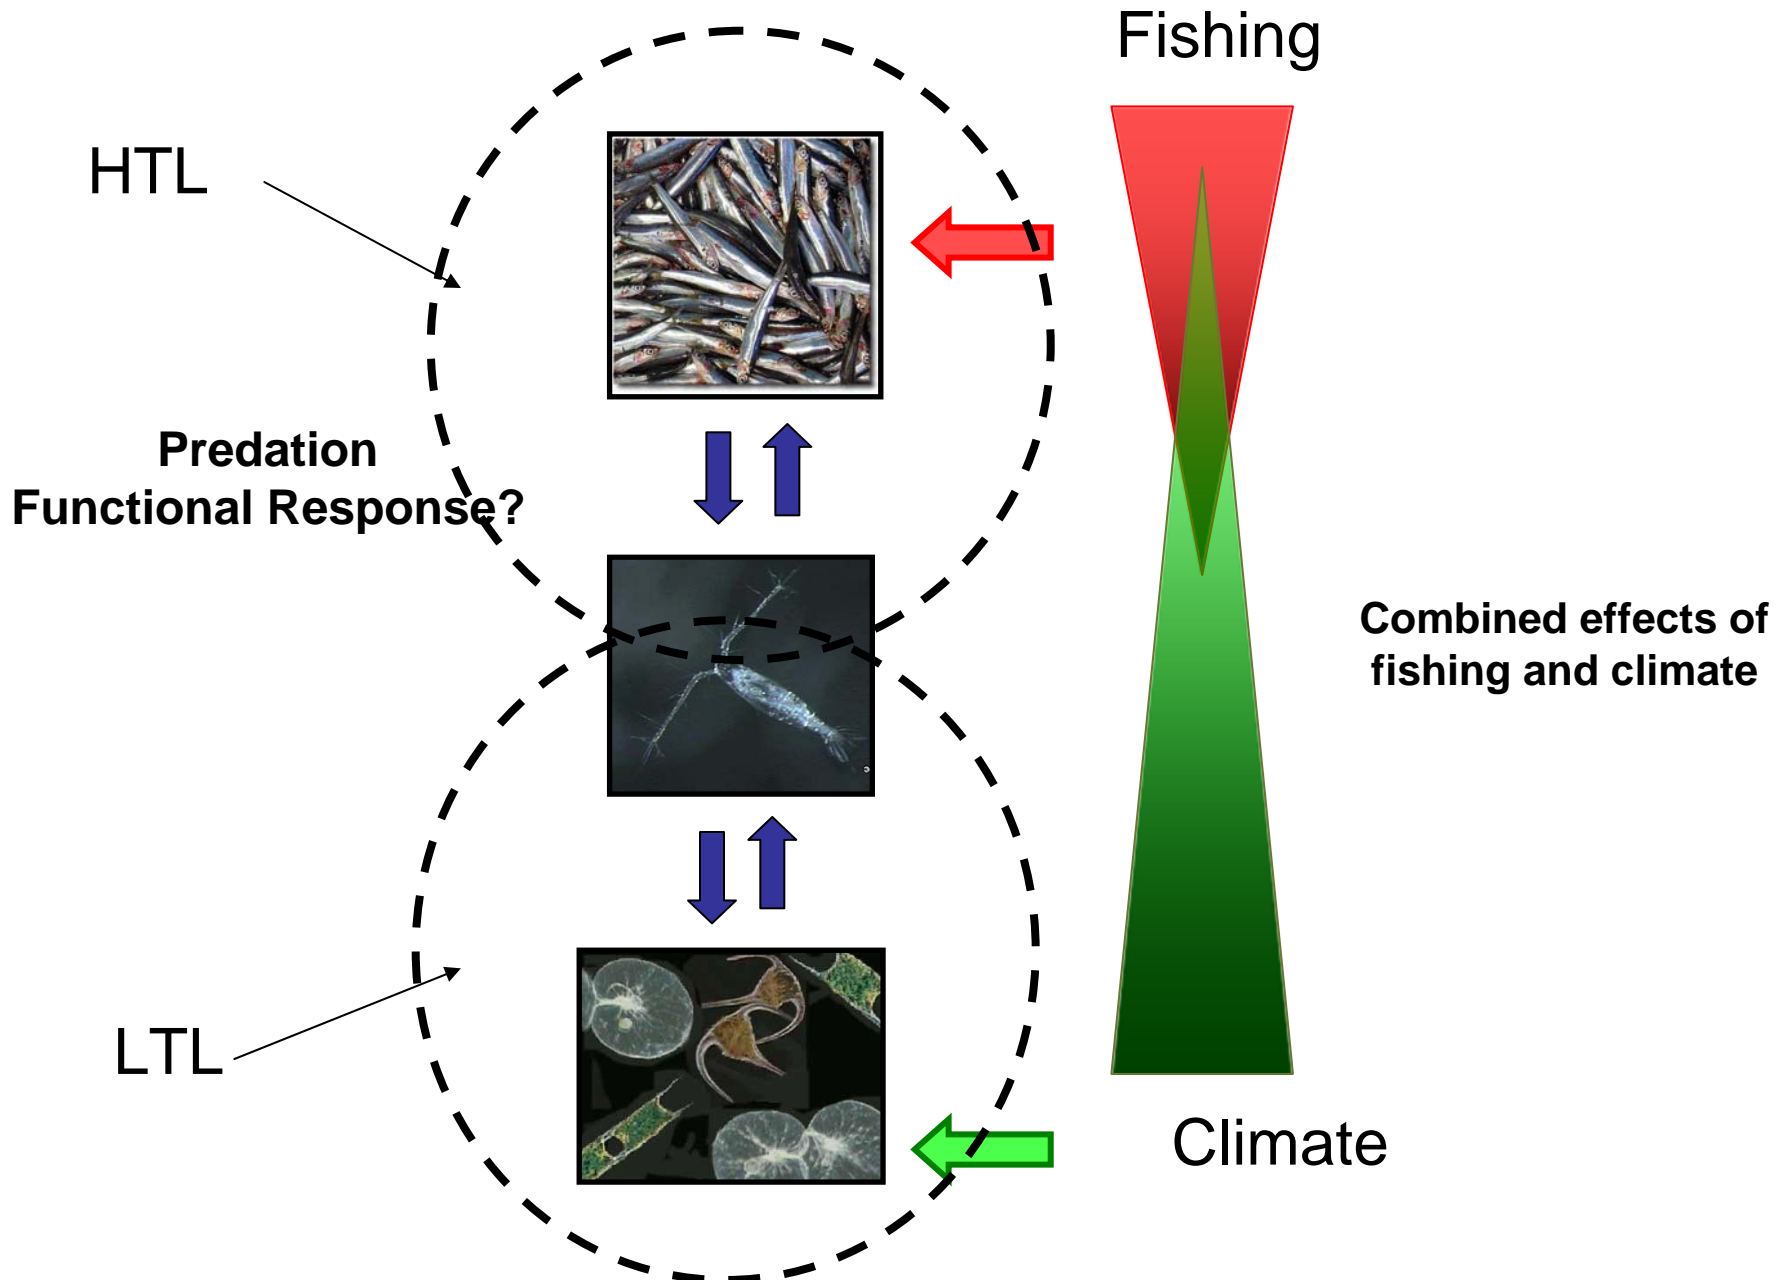 Fishing
HTL
Predation
Functional Response?
Combined effects of
fishing and climate
LTL
Climate